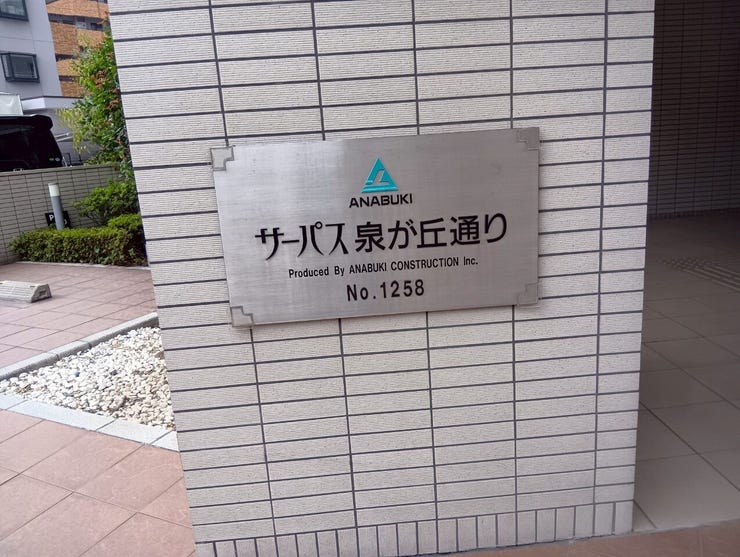 ANABUKI
サーパス泉が丘通り
Produced By ANABUKI CONSTRUCTION Inc.
No.1258